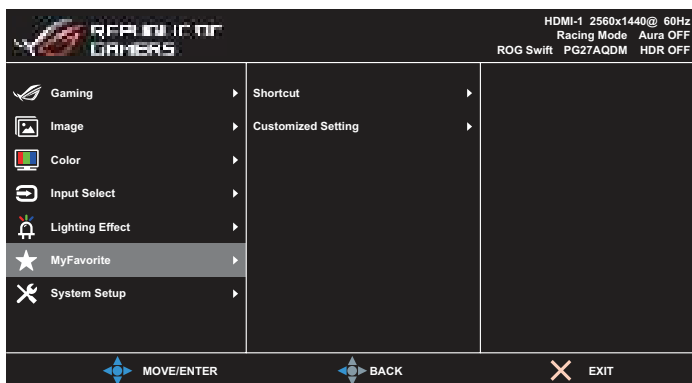 REPUBLIC OF
GAMERS
HDMI-1 2560x1440@ 60Hz
Racing Mode Aura OFF
ROG Swift PG27AQDM HDR OFF
Gaming
Image
Color
Input Select
Lighting Effect
MyFavorite
System Setup
Shortcut
Customized Setting
MOVE/ENTER
BACK
EXIT